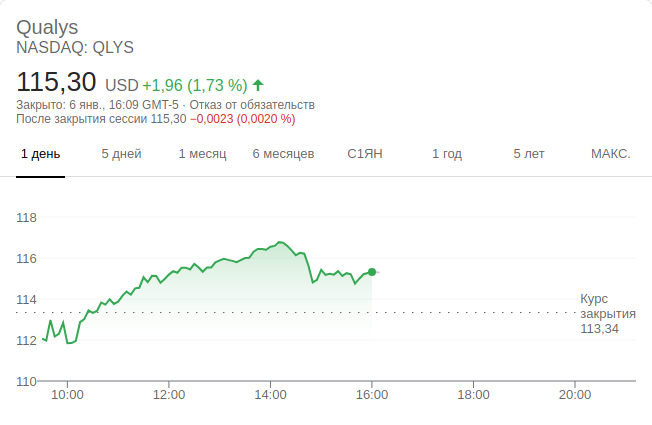 Qualys
NASDAQ: QLYS
115,30 USD +1,96 (1,73 %)
Закрыто: 6 янв., 16:09 GMT-5 · Отказ от обязательств
После закрытия сессии 115,30 −0,0023 (0,0020 %)
1 день 5 дней 1 месяц 6 месяцев С1ЯН 1 год 5 лет МАКС.
118
116
114
Курс
закрытия
113,34
112
110
10:00 12:00 14:00 16:00 18:00 20:00